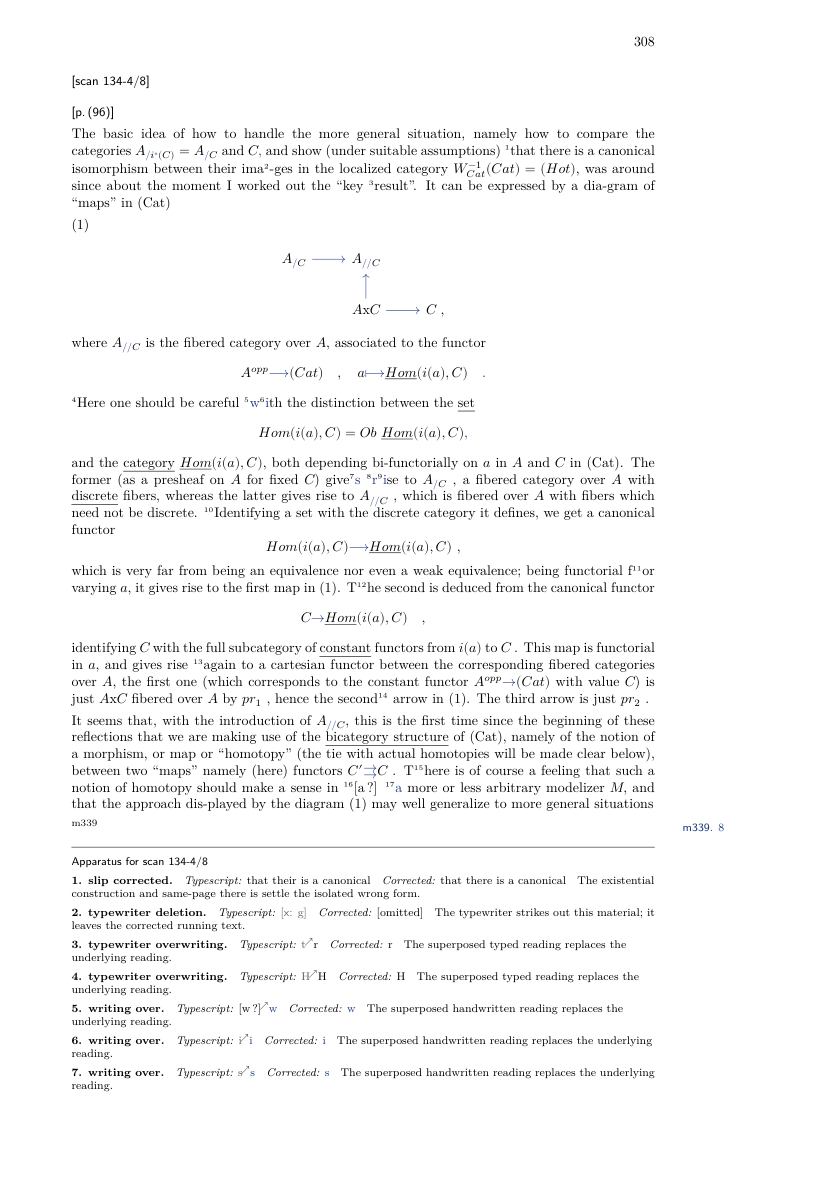 308
[scan 134-4/8]
[p. (96)]
The basic idea of how to handle the more general situation, namely how to compare the
categories A_{/i*(C)} = A_{/C} and C, and show (under suitable assumptions) ¹that there is a canonical
isomorphism between their ima²-ges in the localized category W_{Cat}^{-1}(Cat) = (Hot), was around
since about the moment I worked out the “key ³result”. It can be expressed by a dia-gram of
“maps” in (Cat)
(1)
A_{/C} ⟶ A_{//C}
↑
AxC ⟶ C ,
where A_{//C} is the fibered category over A, associated to the functor
A^{opp}⟶(Cat) , a⟼Hom(i(a), C) .
⁴Here one should be careful ⁵w⁶ith the distinction between the set
Hom(i(a), C) = Ob Hom(i(a), C),
and the category Hom(i(a), C), both depending bi-functorially on a in A and C in (Cat). The
former (as a presheaf on A for fixed C) give⁷s ⁸r⁹ise to A_{/C} , a fibered category over A with
discrete fibers, whereas the latter gives rise to A_{//C} , which is fibered over A with fibers which
need not be discrete. ¹⁰Identifying a set with the discrete category it defines, we get a canonical
functor
Hom(i(a), C)⟶Hom(i(a), C) ,
which is very far from being an equivalence nor even a weak equivalence; being functorial f¹¹or
varying a, it gives rise to the first map in (1). T¹²he second is deduced from the canonical functor
C→Hom(i(a), C) ,
identifying C with the full subcategory of constant functors from i(a) to C . This map is functorial
in a, and gives rise ¹³again to a cartesian functor between the corresponding fibered categories
over A, the first one (which corresponds to the constant functor A^{opp}→(Cat) with value C) is
just AxC fibered over A by pr₁ , hence the second¹⁴ arrow in (1). The third arrow is just pr₂ .
It seems that, with the introduction of A_{//C}, this is the first time since the beginning of these
reflections that we are making use of the bicategory structure of (Cat), namely of the notion of
a morphism, or map or “homotopy” (the tie with actual homotopies will be made clear below),
between two “maps” namely (here) functors C′⇉C . T¹⁵here is of course a feeling that such a
notion of homotopy should make a sense in ¹⁶[a ?] ¹⁷a more or less arbitrary modelizer M, and
that the approach dis-played by the diagram (1) may well generalize to more general situations
m339
m339. 8
Apparatus for scan 134-4/8
1. slip corrected. Typescript: that their is a canonical Corrected: that there is a canonical The existential
construction and same-page there is settle the isolated wrong form.
2. typewriter deletion. Typescript: [x: g] Corrected: [omitted] The typewriter strikes out this material; it
leaves the corrected running text.
3. typewriter overwriting. Typescript: t↗r Corrected: r The superposed typed reading replaces the
underlying reading.
4. typewriter overwriting. Typescript: H↗H Corrected: H The superposed typed reading replaces the
underlying reading.
5. writing over. Typescript: [w ?]↗w Corrected: w The superposed handwritten reading replaces the
underlying reading.
6. writing over. Typescript: i↗i Corrected: i The superposed handwritten reading replaces the underlying
reading.
7. writing over. Typescript: s↗s Corrected: s The superposed handwritten reading replaces the underlying
reading.